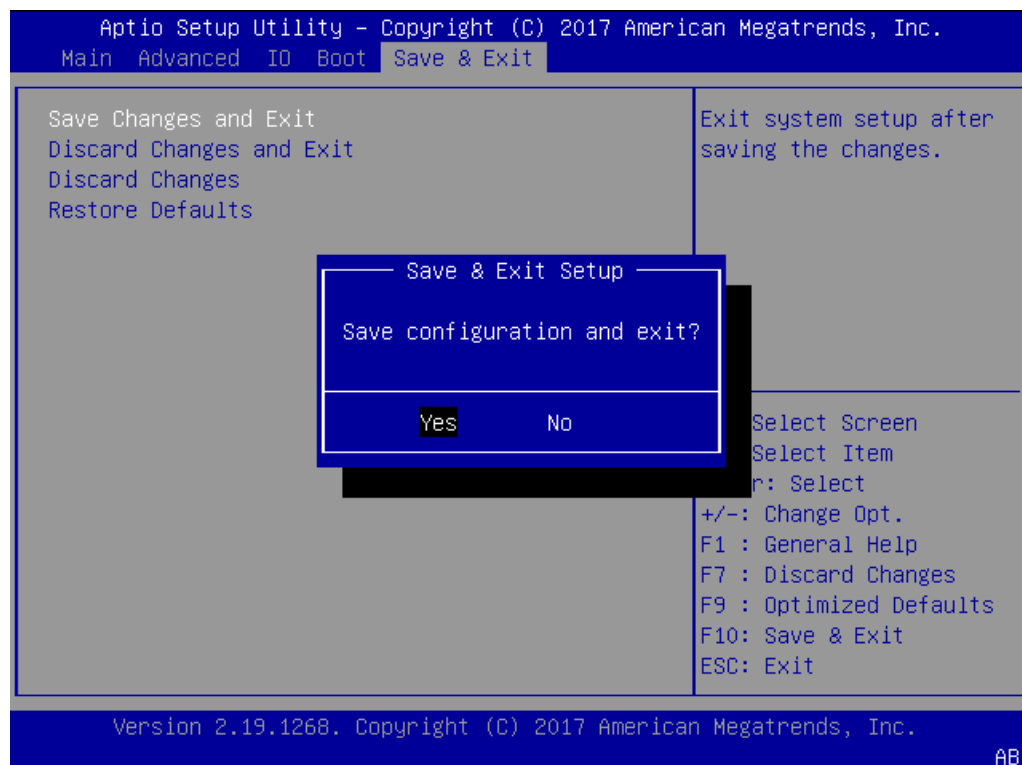 Aptio Setup Utility – Copyright (C) 2017 American Megatrends, Inc.
Main Advanced IO Boot Save & Exit
Save Changes and Exit
Discard Changes and Exit
Discard Changes
Restore Defaults
Exit system setup after
saving the changes.
Save & Exit Setup
Save configuration and exit?
Yes No
Select Screen
Select Item
r: Select
+/-: Change Opt.
F1 : General Help
F7 : Discard Changes
F9 : Optimized Defaults
F10: Save & Exit
ESC: Exit
Version 2.19.1268. Copyright (C) 2017 American Megatrends, Inc.
AB